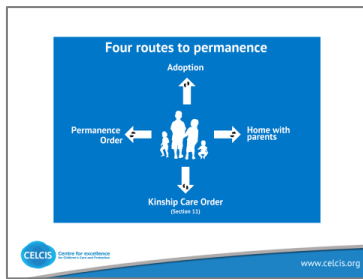 Four routes to permanence
Adoption
Permanence
Order
Home with
parents
Kinship Care Order
(Section 11)
CELCIS
Centre for excellence
for Children's Care and Protection
www.celcis.org